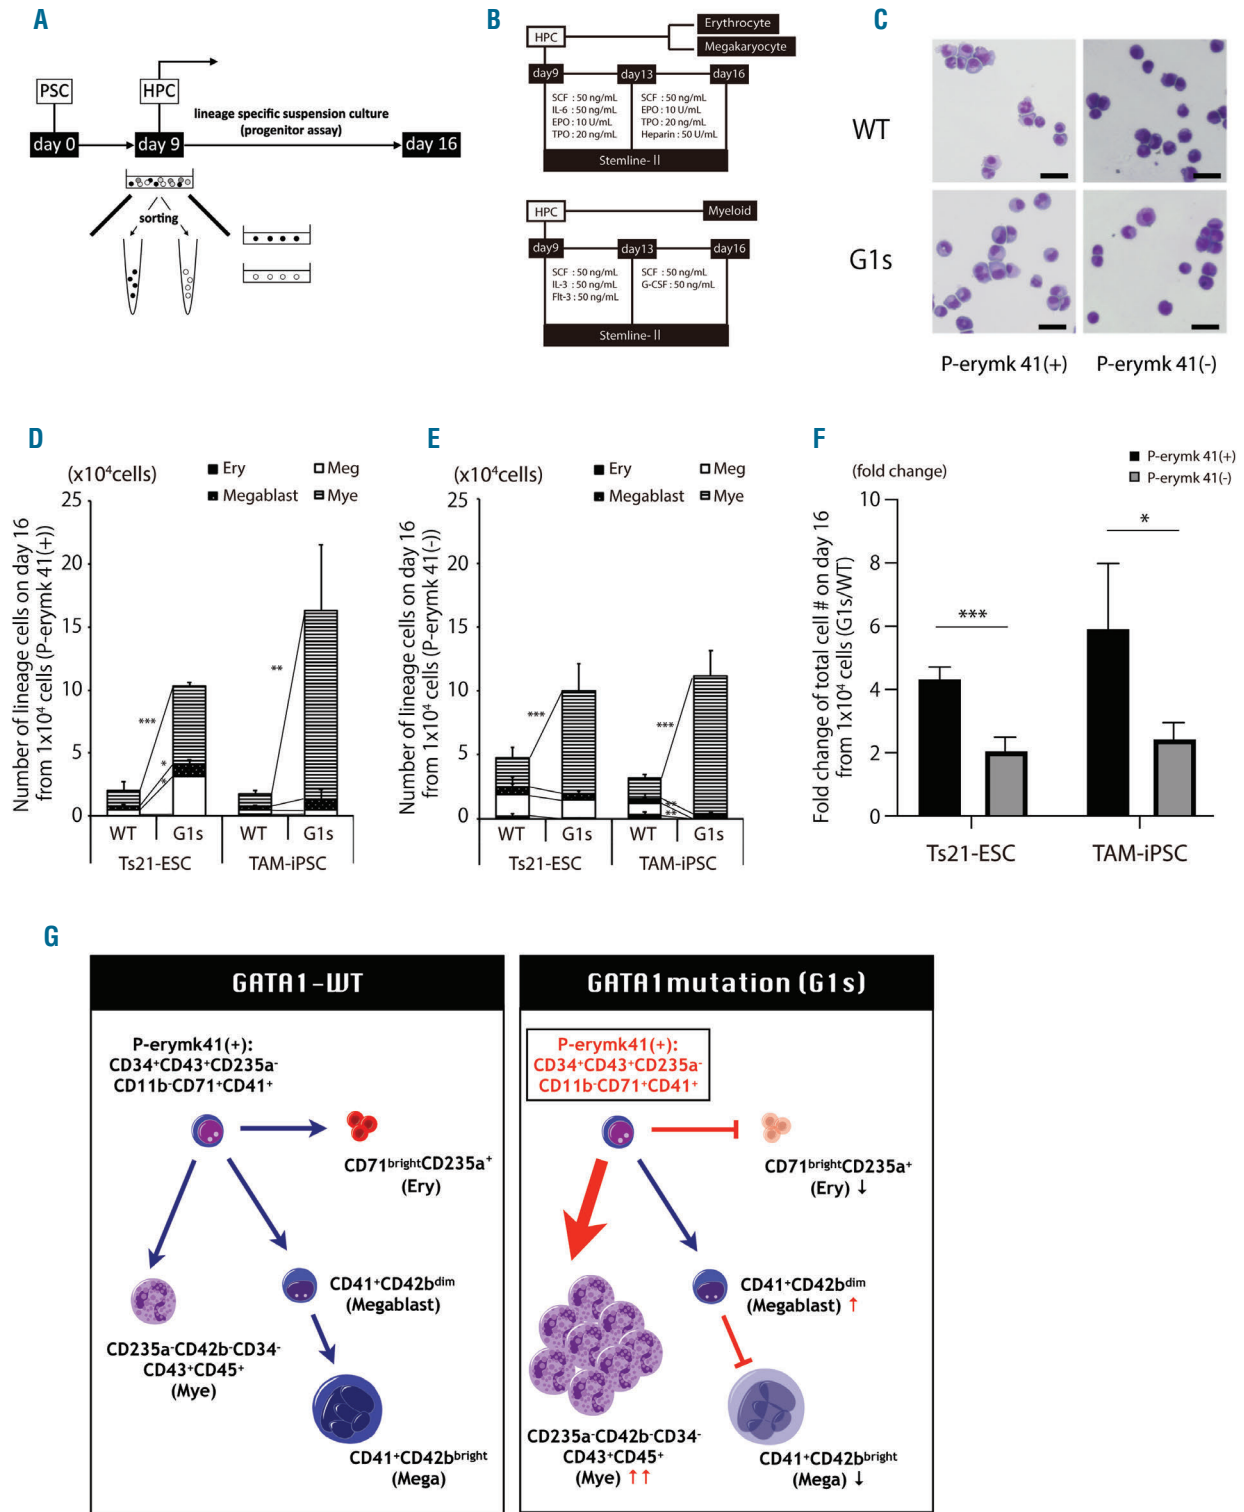 A
PSC
HPC
day 0
day 9
day 16
lineage specific suspension culture
(progenitor assay)
sorting
B
HPC
Erythrocyte
Megakaryocyte
day9
day13
day16
SCF : 50 ng/mL
IL-6 : 50 ng/mL
EPO : 10 U/mL
TPO : 20 ng/mL
SCF : 50 ng/mL
EPO : 10 U/mL
TPO : 20 ng/mL
Heparin : 50 U/mL
Stemline-II
HPC
Myeloid
day9
day13
day16
SCF : 50 ng/mL
IL-3 : 50 ng/mL
Flt-3 : 50 ng/mL
SCF : 50 ng/mL
G-CSF : 50 ng/mL
Stemline-II
C
WT
G1s
P-erymk 41(+)
P-erymk 41(-)
D
(x10⁴cells)
Ery
Meg
Megablast
Mye
Number of lineage cells on day 16
from 1x10⁴ cells (P-erymk 41(+))
25
20
15
10
5
0
***
*
*
**
WT
G1s
WT
G1s
Ts21-ESC
TAM-iPSC
E
(x10⁴cells)
Ery
Meg
Megablast
Mye
Number of lineage cells on day 16
from 1x10⁴ cells (P-erymk 41(-))
25
20
15
10
5
0
***
***
**
**
WT
G1s
WT
G1s
Ts21-ESC
TAM-iPSC
F
(fold change)
P-erymk 41(+)
P-erymk 41(-)
Fold change of total cell # on day 16
from 1x10⁴ cells (G1s/WT)
10
8
6
4
2
0
***
*
Ts21-ESC
TAM-iPSC
G
GATA1-WT
P-erymk41(+):
CD34⁺CD43⁺CD235a⁻
CD11b⁻CD71⁺CD41⁺
CD71ᵇʳⁱᵍʰᵗCD235a⁺
(Ery)
CD41⁺CD42bᵈⁱᵐ
(Megablast)
CD235a⁻CD42b⁻CD34⁻
CD43⁺CD45⁺
(Mye)
CD41⁺CD42bᵇʳⁱᵍʰᵗ
(Mega)
GATA1mutation (G1s)
P-erymk41(+):
CD34⁺CD43⁺CD235a⁻
CD11b⁻CD71⁺CD41⁺
CD71ᵇʳⁱᵍʰᵗCD235a⁺
(Ery) ↓
CD41⁺CD42bᵈⁱᵐ
(Megablast) ↑
CD235a⁻CD42b⁻CD34⁻
CD43⁺CD45⁺
(Mye) ↑↑
CD41⁺CD42bᵇʳⁱᵍʰᵗ
(Mega) ↓